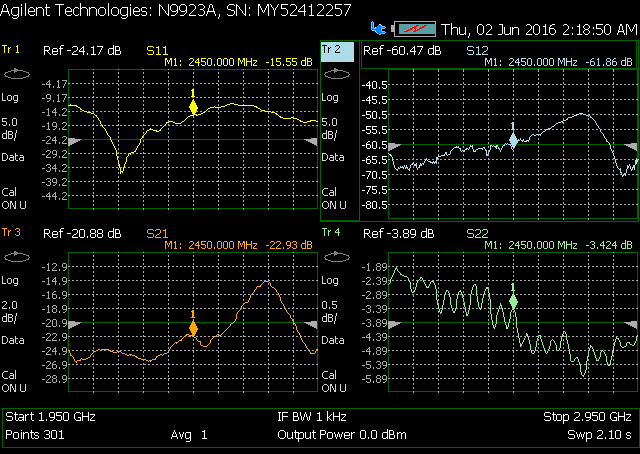 Agilent Technologies: N9923A, SN: MY52412257
Thu, 02 Jun 2016 2:18:50 AM
Tr 1 Ref -24.17 dB S11
M1: 2450.000 MHz -15.55 dB
Log
5.0
dB/
Data
Cal
ON U
-4.17
-9.17
-14.2
-19.2
-24.2
-29.2
-34.2
-39.2
-44.2
1
Tr 2 Ref -60.47 dB S12
M1: 2450.000 MHz -61.86 dB
Log
5.0
dB/
Data
Cal
ON U
-40.5
-45.5
-50.5
-55.5
-60.5
-65.5
-70.5
-75.5
-80.5
1
Tr 3 Ref -20.88 dB S21
M1: 2450.000 MHz -22.93 dB
Log
2.0
dB/
Data
Cal
ON U
-12.9
-14.9
-16.9
-18.9
-20.9
-22.9
-24.9
-26.9
-28.9
1
Tr 4 Ref -3.89 dB S22
M1: 2450.000 MHz -3.424 dB
Log
0.5
dB/
Data
Cal
ON U
-1.89
-2.39
-2.89
-3.39
-3.89
-4.39
-4.89
-5.39
-5.89
1
Start 1.950 GHz IF BW 1 kHz Stop 2.950 GHz
Points 301 Avg 1 Output Power 0.0 dBm Swp 2.10 s